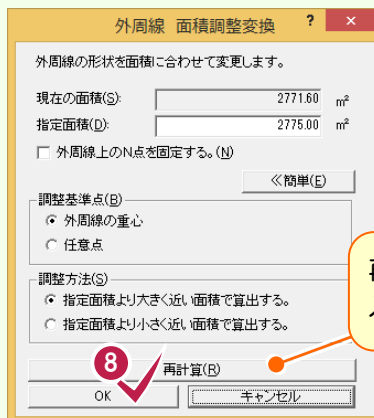 外周線 面積調整変換 ? ×
外周線の形状を面積に合わせて変更します。
現在の面積(S): 2771.60 m²
指定面積(D): 2775.00 m²
外周線上のN点を固定する。(N)
≪簡単(E)
調整基準点(B)
外周線の重心
任意点
調整方法(S)
指定面積より大きく近い面積で算出する。
指定面積より小さく近い面積で算出する。
8
再計算(R)
OK キャンセル